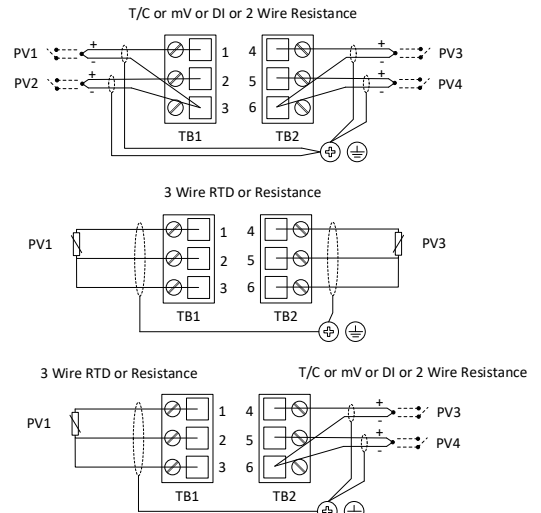 T/C or mV or DI or 2 Wire Resistance
PV1 + - 1 4 + - PV3
PV2 + - 2 5 + - PV4
3 6
TB1 TB2
3 Wire RTD or Resistance
1 4
PV1 2 5 PV3
3 6
TB1 TB2
3 Wire RTD or Resistance T/C or mV or DI or 2 Wire Resistance
PV1 1 4 + - PV3
2 5 + - PV4
3 6
TB1 TB2